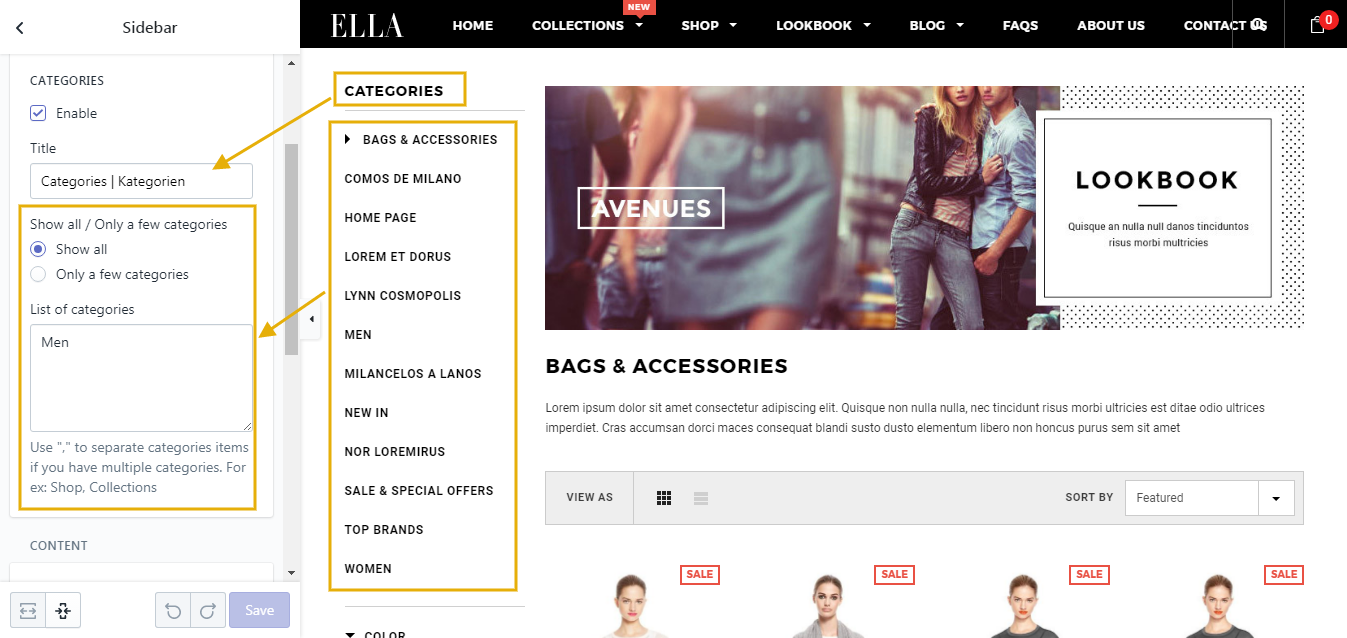 Sidebar
CATEGORIES
Enable
Title
Categories | Kategorien
Show all / Only a few categories
Show all
Only a few categories
List of categories
Men
Use "," to separate categories items
if you have multiple categories. For
ex: Shop, Collections
CONTENT
Save
ELLA
HOME
COLLECTIONS
NEW
SHOP
LOOKBOOK
BLOG
FAQS
ABOUT US
CONTACT US
0
CATEGORIES
BAGS & ACCESSORIES
COMOS DE MILANO
HOME PAGE
LOREM ET DORUS
LYNN COSMOPOLIS
MEN
MILANCELOS A LANOS
NEW IN
NOR LOREMIRUS
SALE & SPECIAL OFFERS
TOP BRANDS
WOMEN
COLOR
AVENUES
LOOKBOOK
Quisque an nulla null danos tinciduntos
risus morbi multricies
BAGS & ACCESSORIES
Lorem ipsum dolor sit amet consectetur adipiscing elit. Quisque non nulla nulla, nec tincidunt risus morbi ultricies est ditae odio ultrices
imperdiet. Cras accumsan dorci maces consequat blandi susto dusto elementum libero non honcus purus sem sit amet
VIEW AS
SORT BY
Featured
SALE
SALE
SALE
SALE